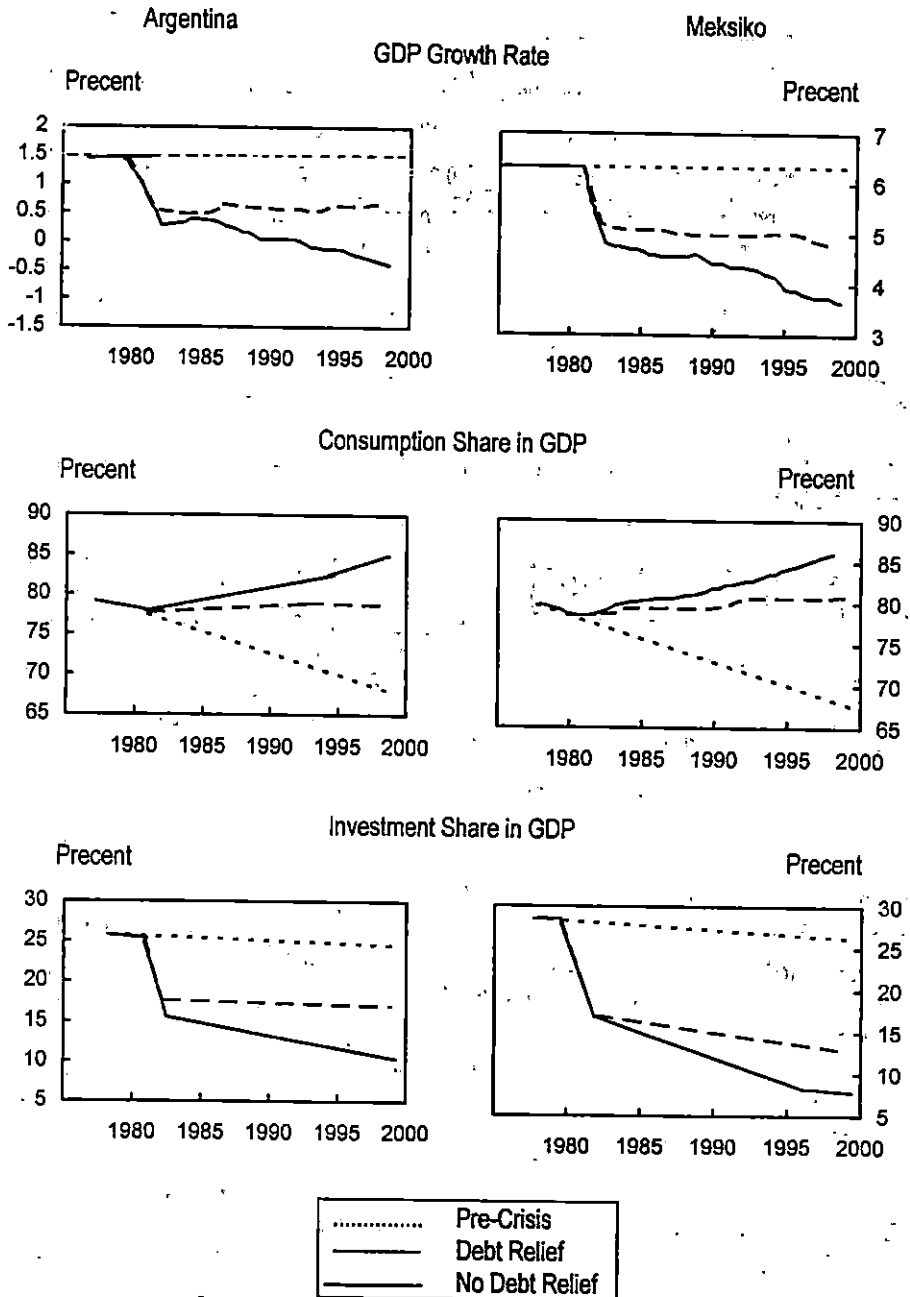 Argentina Meksiko
GDP Growth Rate
Precent Precent
2
1.5
1
0.5
0
-0.5
-1
-1.5
7
6
5
4
3
1980 1985 1990 1995 2000
1980 1985 1990 1995 2000
Consumption Share in GDP
Precent Precent
90
85
80
75
70
65
90
85
80
75
70
65
1980 1985 1990 1995 2000
1980 1985 1990 1995 2000
Investment Share in GDP
Precent Precent
30
25
20
15
10
5
30
25
20
15
10
5
1980 1985 1990 1995 2000
1980 1985 1990 1995 2000
Pre-Crisis
Debt Relief
No Debt Relief